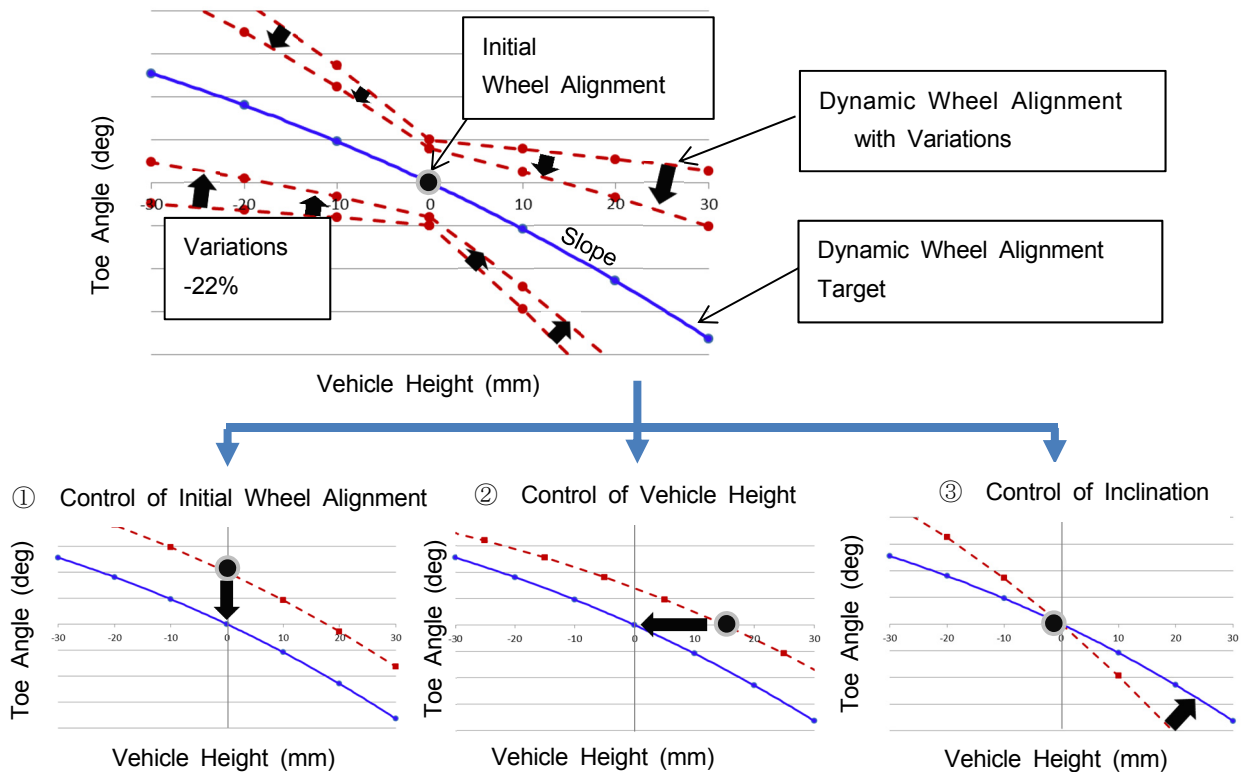 Initial
Wheel Alignment
Dynamic Wheel Alignment
with Variations
Toe Angle (deg)
-30 -20 -10 0 10 20 30
Variations
-22%
Slope
Dynamic Wheel Alignment
Target
Vehicle Height (mm)
① Control of Initial Wheel Alignment
Toe Angle (deg)
-30 -20 -10 0 10 20 30
Vehicle Height (mm)
② Control of Vehicle Height
Toe Angle (deg)
-30 -20 -10 0 10 20 30
Vehicle Height (mm)
③ Control of Inclination
Toe Angle (deg)
-30 -20 -10 0 10 20 30
Vehicle Height (mm)